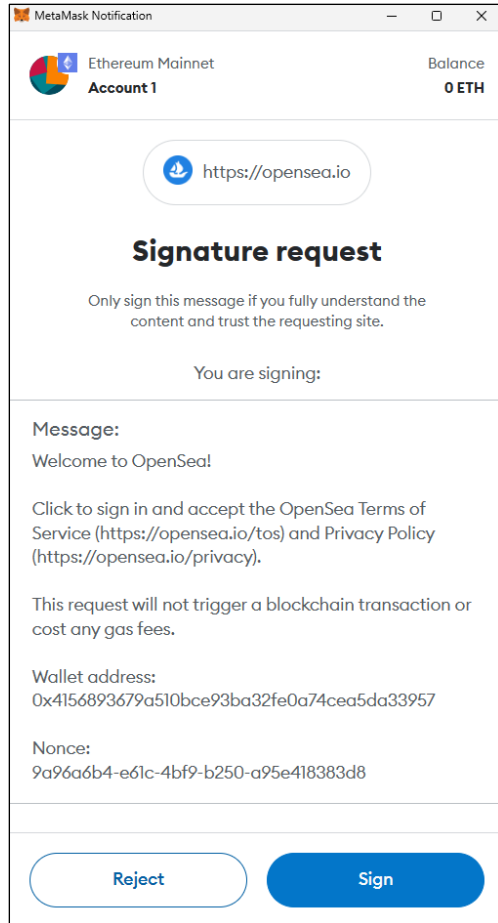 MetaMask Notification
Ethereum Mainnet
Balance
Account 1
0 ETH
https://opensea.io
Signature request
Only sign this message if you fully understand the
content and trust the requesting site.
You are signing:
Message:
Welcome to OpenSea!
Click to sign in and accept the OpenSea Terms of
Service (https://opensea.io/tos) and Privacy Policy
(https://opensea.io/privacy).
This request will not trigger a blockchain transaction or
cost any gas fees.
Wallet address:
0x4156893679a510bce93ba32fe0a74cea5da33957
Nonce:
9a96a6b4-e61c-4bf9-b250-a95e418383d8
Reject
Sign